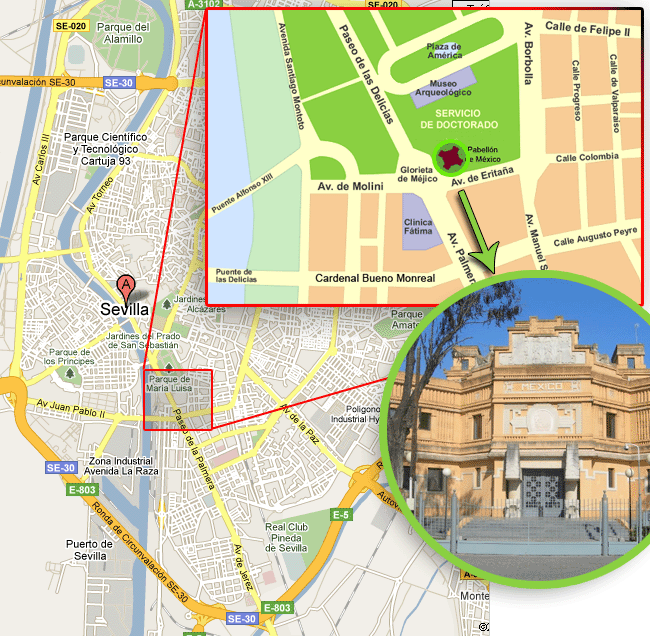 A-3102
SE-020
SE-020
Parque del
Alamillo
cunvalación SE-30
SE-30
Av Carlos III
Parque Científico
y Tecnológico
Cartuja 93
Av Torneo
A
Sevilla
Jardines
Alcázares
Jardines del Prado
de San Sebastián
Parque de
los Principes
Parque
Amate
Parque de
María Luisa
Av Juan Pablo II
Paseo de la Palmera
Av de la Paz
Poligono
Industrial Hy
Zona Industrial
Avenida La Raza
SE-30
E-803
Ronda de Circunvalación SE-30
Puerto de
Sevilla
E-5
Autov
Real Club
Pineda
de Sevilla
Av de Jerez
E-803
SE-30
Monte
Avenida Santiago Montoto
Paseo de las Delicias
Plaza de
América
Museo
Arqueológico
Av. Borbolla
Calle de Felipe II
Calle Progreso
Calle de Valparaiso
SERVICIO
DE DOCTORADO
Pabellón
e México
Calle Colombia
Glorieta
de Méjico
Av. de Eritaña
Av. de Molini
Puente Alfonso XIII
Clinica
Fátima
Av. Palmera
Av. Manuel S
Calle Augusto Peyre
Puente de
las Delicias
Cardenal Bueno Monreal
MEXICO